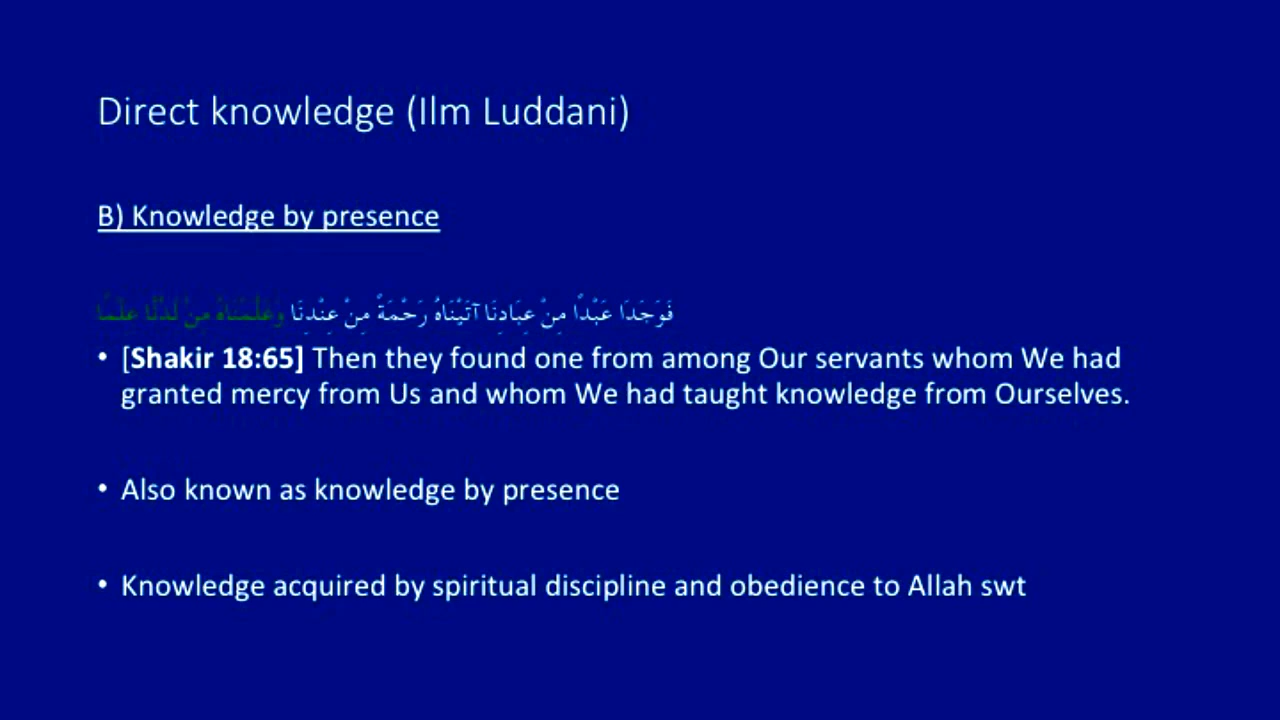 Direct knowledge (Ilm Luddani)
B) Knowledge by presence
فَوَجَدَا عَبْدًا مِنْ عِبَادِنَا آتَيْنَاهُ رَحْمَةً مِنْ عِنْدِنَا وَعَلَّمْنَاهُ مِنْ لَدُنَّا عِلْمًا
• [Shakir 18:65] Then they found one from among Our servants whom We had
granted mercy from Us and whom We had taught knowledge from Ourselves.
• Also known as knowledge by presence
• Knowledge acquired by spiritual discipline and obedience to Allah swt